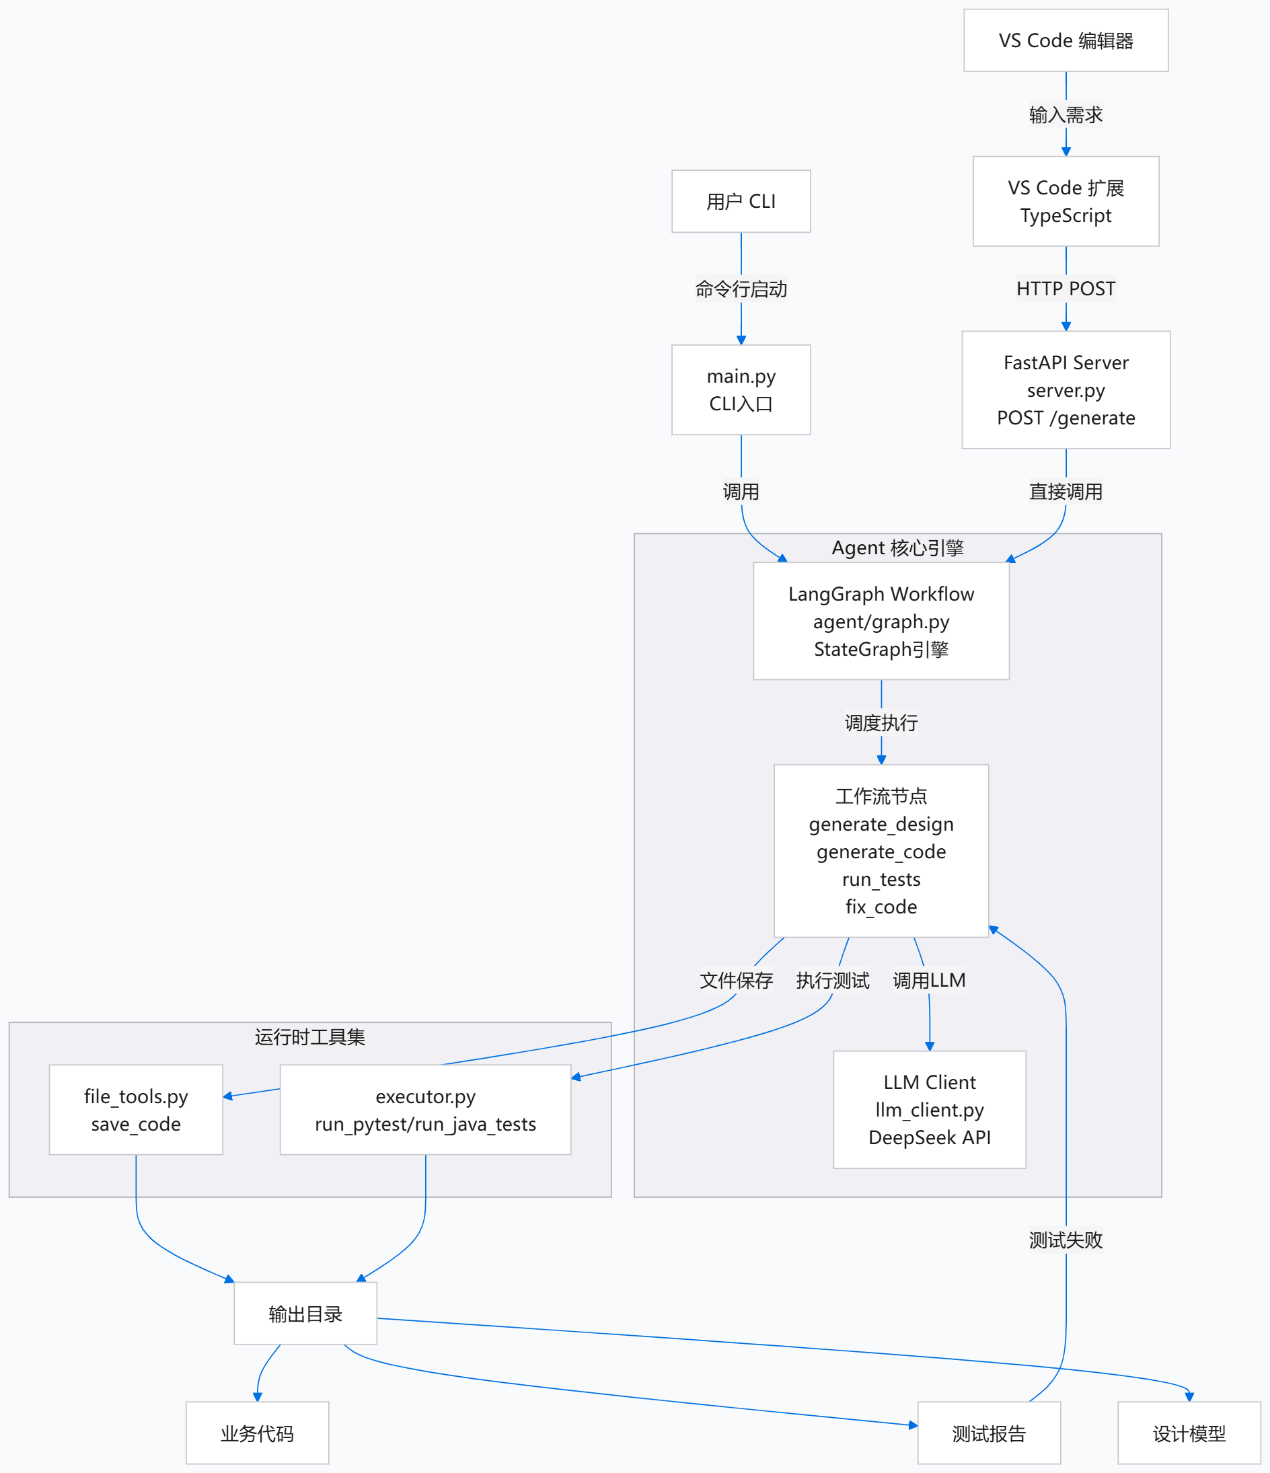 VS Code 编辑器
输入需求
VS Code 扩展
TypeScript
用户 CLI
HTTP POST
命令行启动
FastAPI Server
server.py
POST /generate
main.py
CLI入口
调用
直接调用
Agent 核心引擎
LangGraph Workflow
agent/graph.py
StateGraph引擎
调度执行
工作流节点
generate_design
generate_code
run_tests
fix_code
文件保存
执行测试
调用LLM
运行时工具集
file_tools.py
save_code
executor.py
run_pytest/run_java_tests
LLM Client
llm_client.py
DeepSeek API
测试失败
输出目录
业务代码
测试报告
设计模型